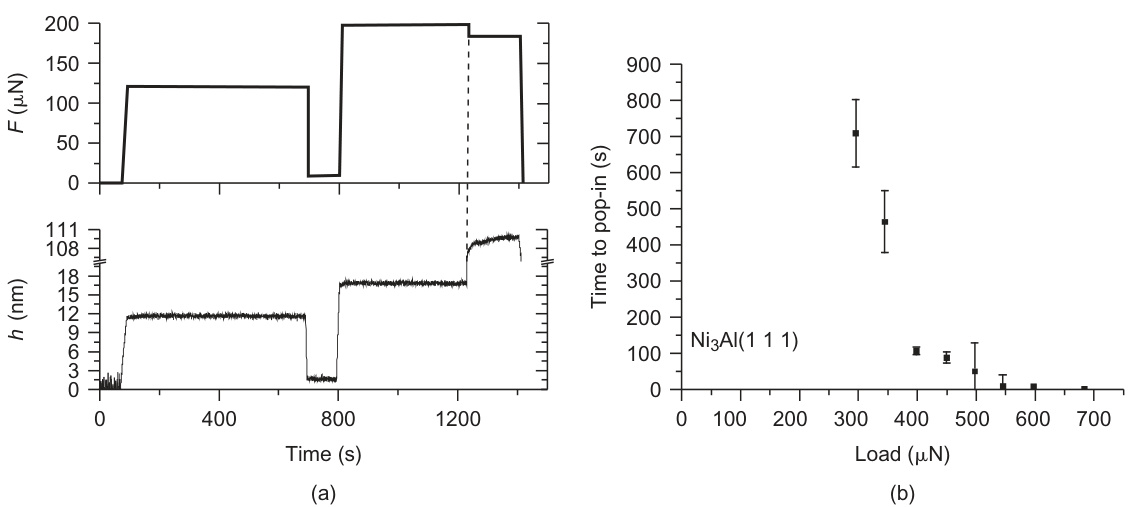 200
150
100
50
0
F (μN)
111
108
18
15
12
9
6
3
0
h (nm)
0 400 800 1200
Time (s)
(a)
900
800
700
600
500
400
300
200
100
0
Time to pop-in (s)
Ni₃Al(1 1 1)
0 100 200 300 400 500 600 700
Load (μN)
(b)